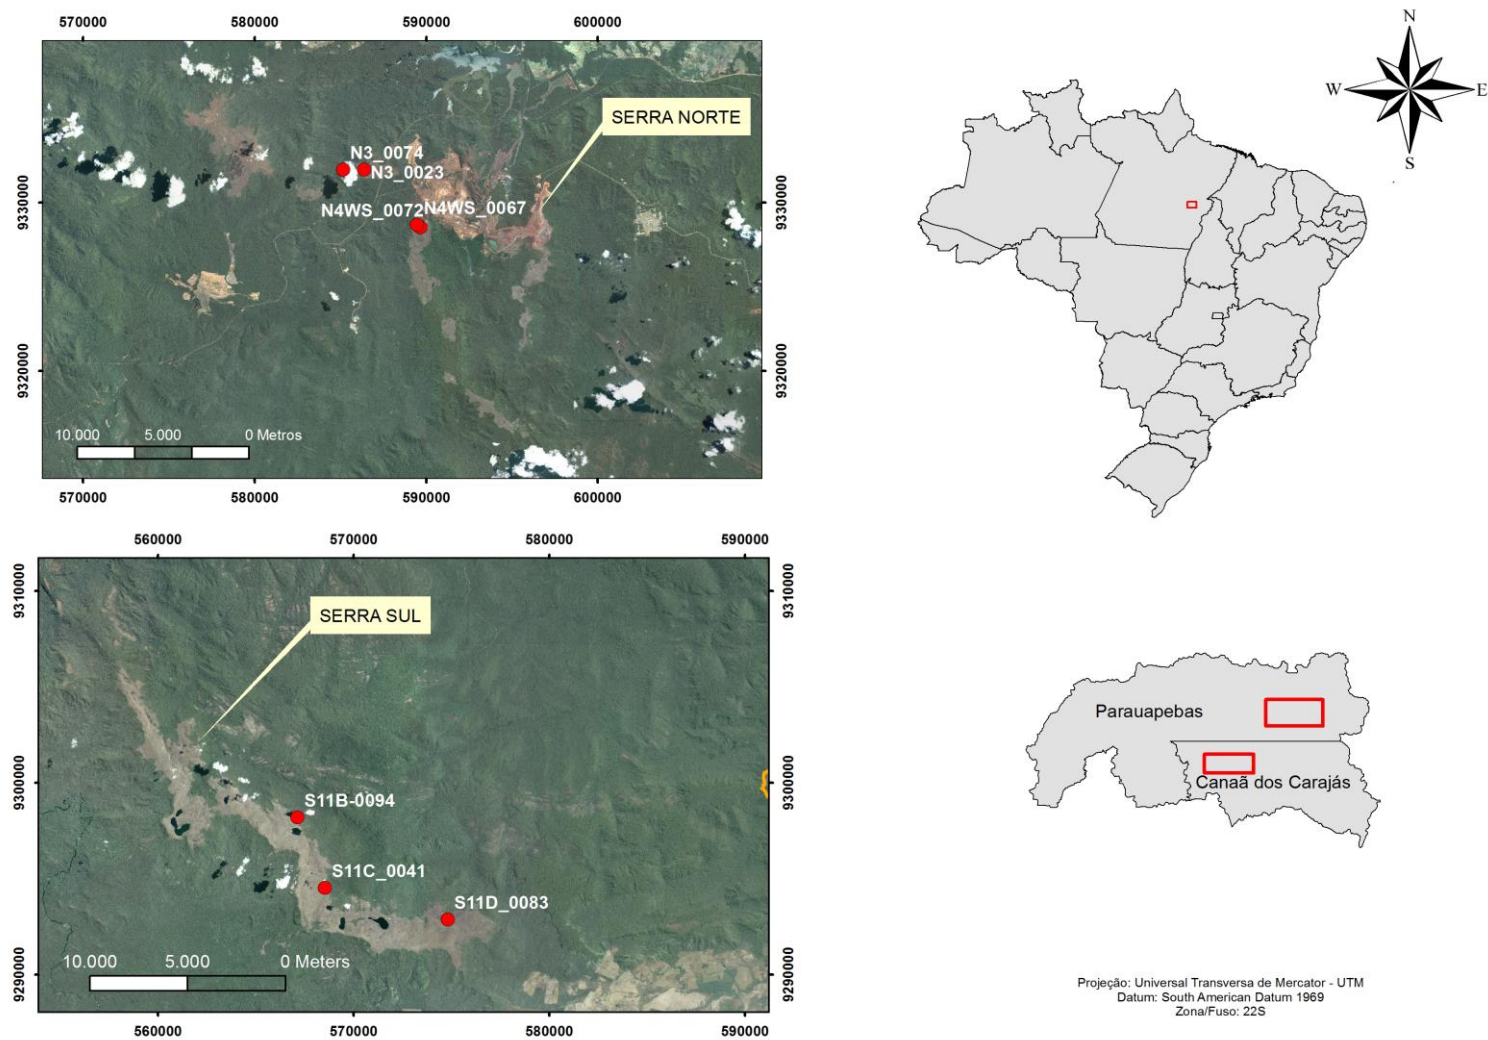 570000 580000 590000 600000
SERRA NORTE
N3_0074
N3_0023
N4WS_0072 N4WS_0067
9330000 9330000
9320000 9320000
10.000 5.000 0 Metros
570000 580000 590000 600000
N
W E
S
560000 570000 580000 590000
9310000 9310000
SERRA SUL
9300000 9300000
S11B-0094
S11C_0041
S11D_0083
10.000 5.000 0 Meters
9290000 9290000
560000 570000 580000 590000
Parauapebas
Canaã dos Carajás
Projeção: Universal Transversa de Mercator - UTM
Datum: South American Datum 1969
Zona/Fuso: 22S